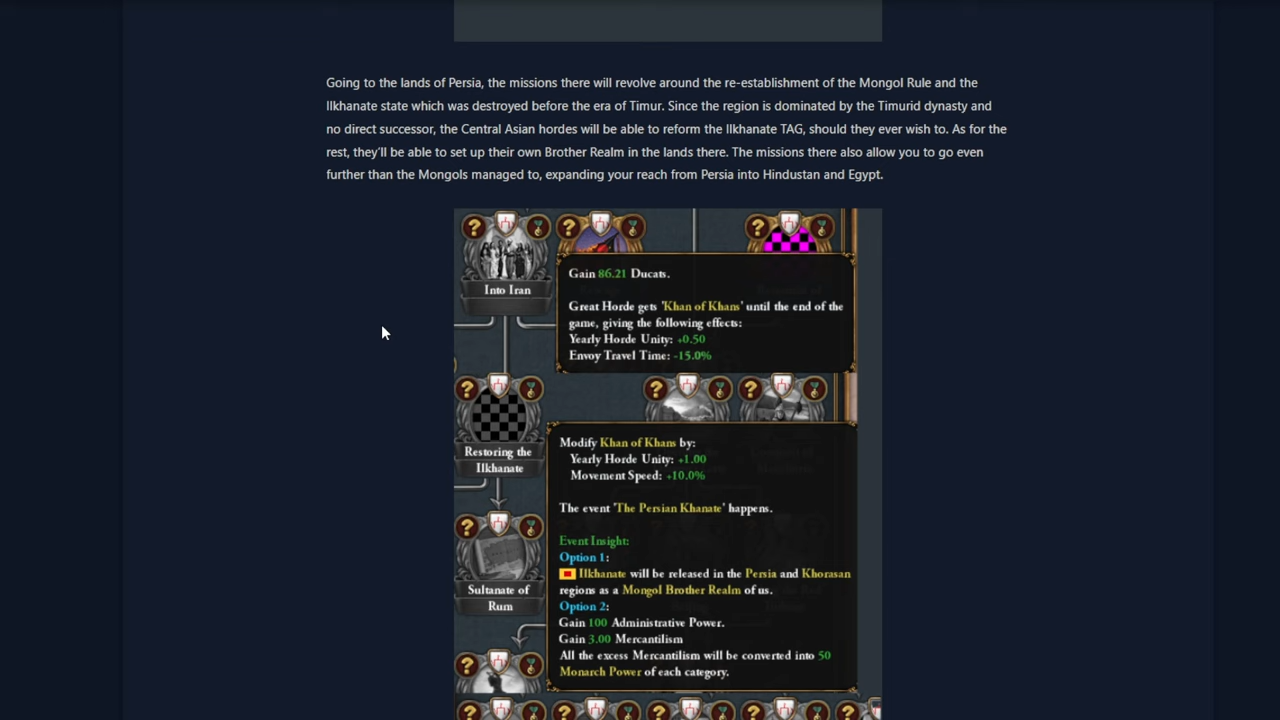 Going to the lands of Persia, the missions there will revolve around the re-establishment of the Mongol Rule and the
Ilkhanate state which was destroyed before the era of Timur. Since the region is dominated by the Timurid dynasty and
no direct successor, the Central Asian hordes will be able to reform the Ilkhanate TAG, should they ever wish to. As for the
rest, they'll be able to set up their own Brother Realm in the lands there. The missions there also allow you to go even
further than the Mongols managed to, expanding your reach from Persia into Hindustan and Egypt.
Into Iran
Gain 86.21 Ducats.
Great Horde gets 'Khan of Khans' until the end of the
game, giving the following effects:
Yearly Horde Unity: +0.50
Envoy Travel Time: -15.0%
Restoring the
Ilkhanate
Modify Khan of Khans by:
Yearly Horde Unity: +1.00
Movement Speed: +10.0%
The event 'The Persian Khanate' happens.
Event Insight:
Option 1:
Ilkhanate will be released in the Persia and Khorasan
regions as a Mongol Brother Realm of us.
Option 2:
Gain 100 Administrative Power.
Gain 3.00 Mercantilism
All the excess Mercantilism will be converted into 50
Monarch Power of each category.
Sultanate of
Rum